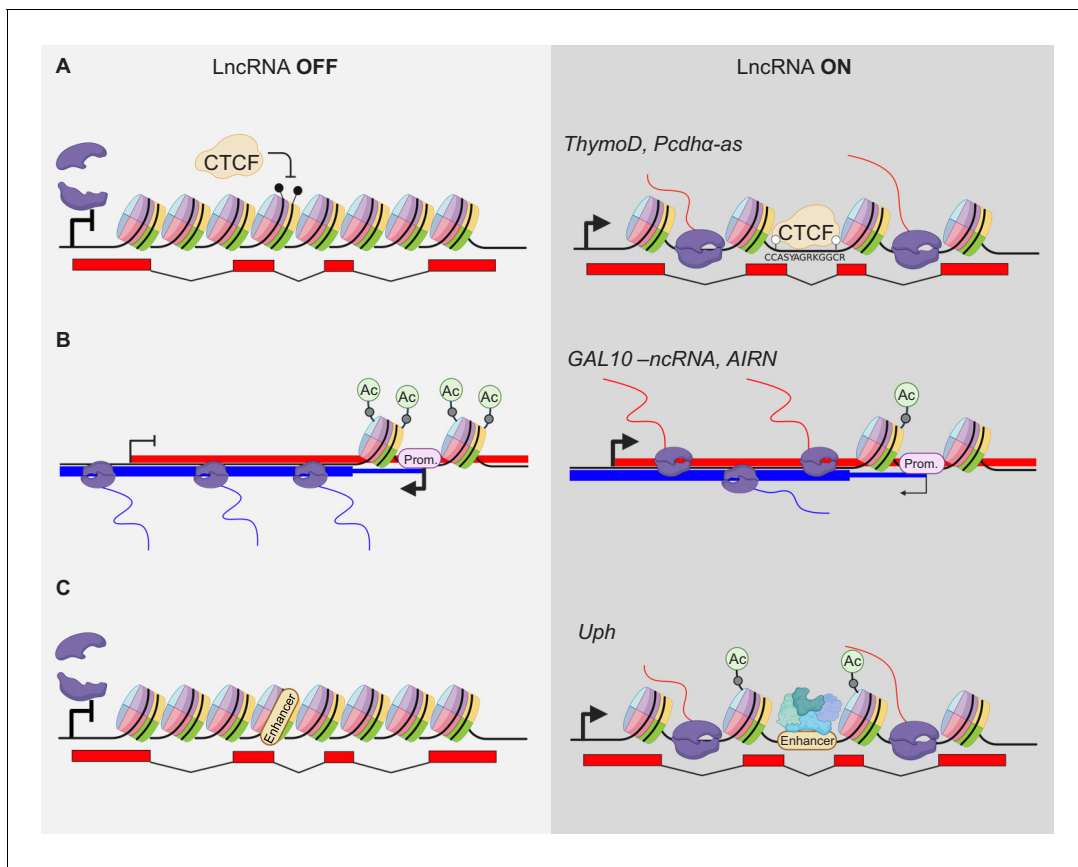 A
LncRNA OFF
LncRNA ON
CTCF
ThymoD, Pcdhα-as
CTCF
CCASYAGRKGGCR
B
GAL10 –ncRNA, AIRN
Ac Ac Ac Ac
Prom.
Ac
Prom.
C
Enhancer
Uph
Ac Ac
Enhancer